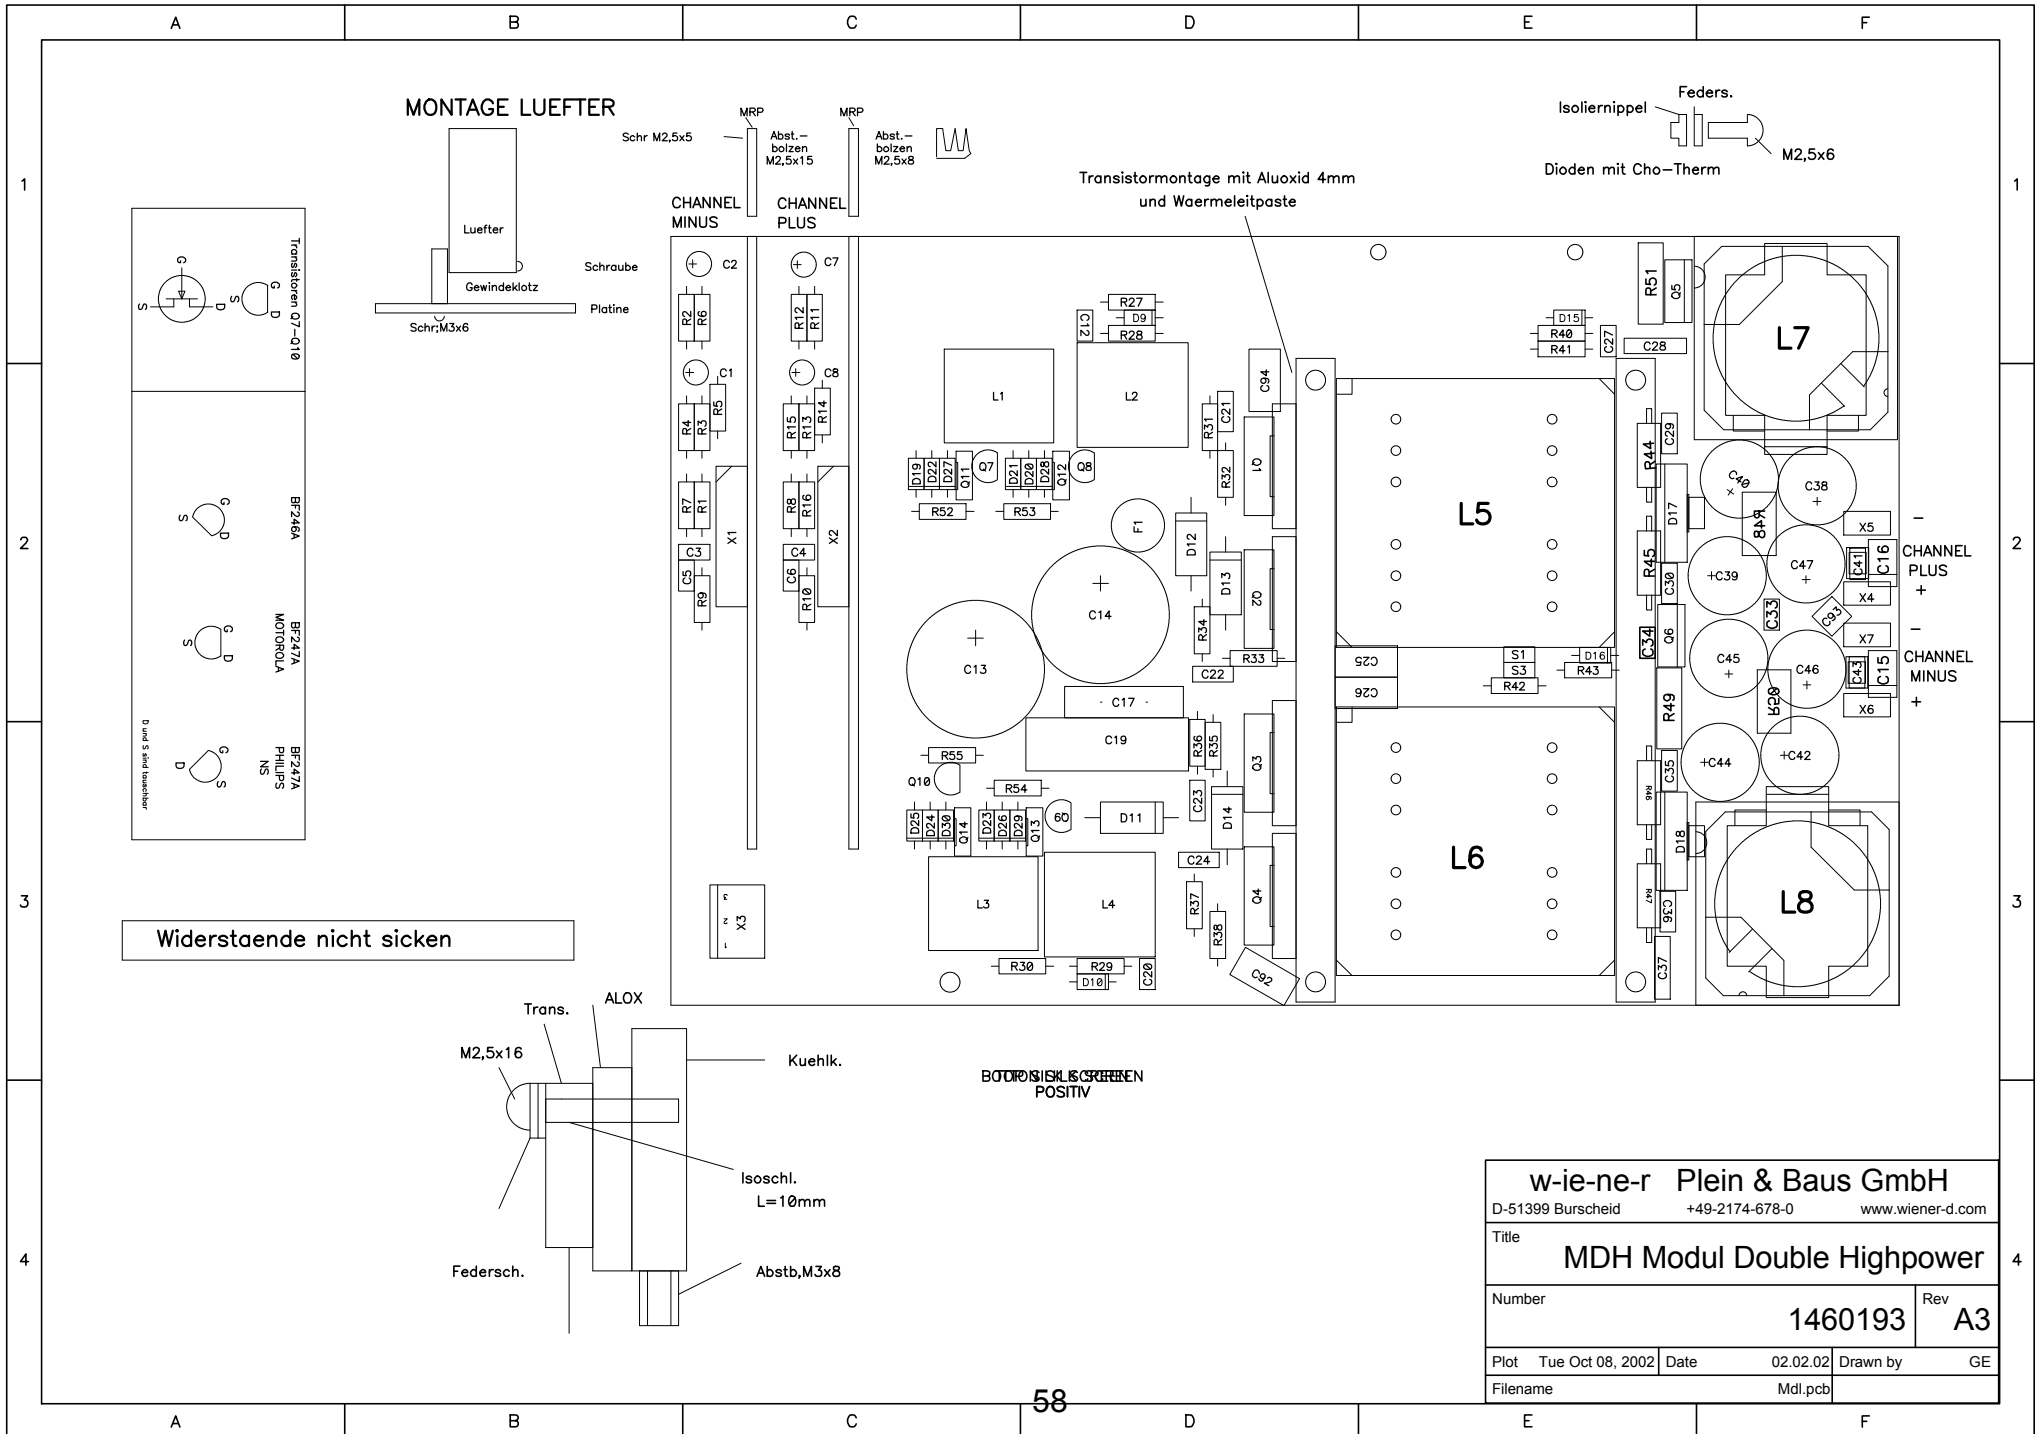 A B C D E F
1
2
3
4
1
2
3
4
MONTAGE LUEFTER
Luefter
Schraube
Gewindeklotz
Platine
Schr;M3x6
Schr M2,5x5
MRP
Abst.–
bolzen
M2,5x15
MRP
Abst.–
bolzen
M2,5x8
CHANNEL
MINUS
CHANNEL
PLUS
Transistormontage mit Aluoxid 4mm
und Waermeleitpaste
Feders.
Isoliernippel
M2,5x6
Dioden mit Cho–Therm
Transistoren Q7–Q10
G
S
D
G
S
D
BF246A
G
S
D
BF247A
MOTOROLA
G
S
D
BF247A
PHILIPS
NS
G
S
D
D und S sind tauschbar
Widerstaende nicht sicken
C2
C7
R2
R6
R12
R11
C1
C8
R5
R14
R4
R3
R15
R13
R7
R1
R8
R16
X1
X2
C3
C4
C5
C6
R9
R10
X3
1
2
3
R27
D9
R28
C12
L1
L2
C94
R31
C21
R32
Q1
D19
D22
D27
Q11
Q7
D21
D20
D28
Q12
Q8
R52
R53
F1
D12
D13
Q2
C14
C13
R34
R33
C22
C17
C19
R36
R35
Q3
R55
Q10
R54
C23
D14
D11
Q9
D25
D24
D30
Q14
D23
D26
D29
Q13
C24
L3
L4
R37
R38
Q4
R30
R29
D10
C20
C92
L5
L6
C25
C26
S1
S3
R42
D16
R43
D15
R40
R41
C27
C28
R51
Q5
L7
R44
C29
D17
R45
C30
C34
Q6
R49
C35
R46
D18
R47
C36
C37
L8
C40
C38
R48
C39
C47
C33
C93
C45
C46
R50
C44
C42
X5
C41
C16
X4
X7
C43
C15
X6
–
CHANNEL
PLUS
+
–
CHANNEL
MINUS
+
Trans.
ALOX
M2,5x16
Kuehlk.
Isoschl.
L=10mm
Federsch.
Abstb,M3x8
POSITIV
w-ie-ne-r Plein & Baus GmbH
D-51399 Burscheid +49-2174-678-0 www.wiener-d.com
Title
MDH Modul Double Highpower
Number
1460193
Rev
A3
Plot Tue Oct 08, 2002 Date 02.02.02 Drawn by GE
Filename Mdl.pcb
58
A B C D E F